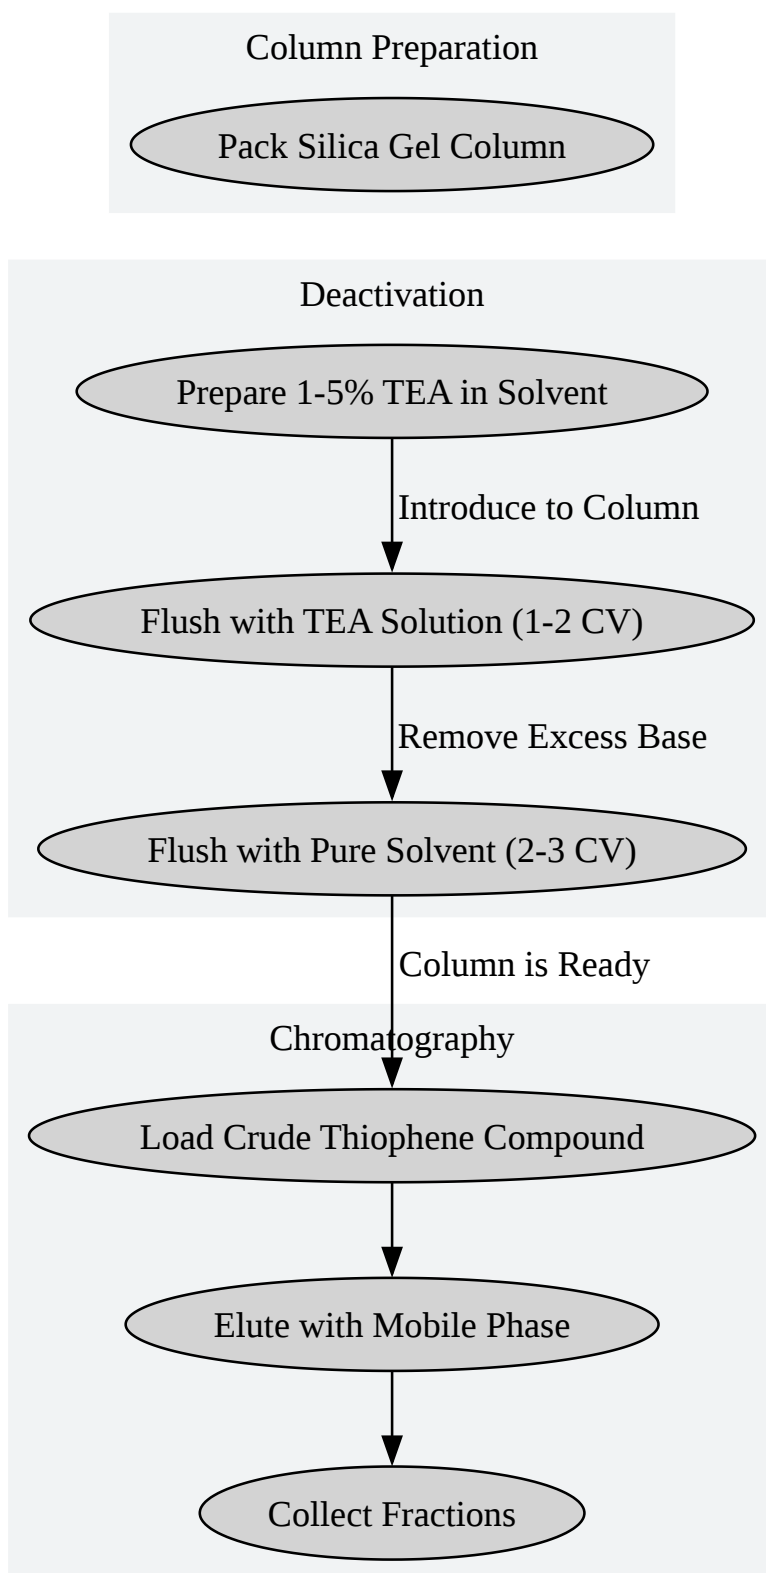 Column Preparation
Pack Silica Gel Column
Deactivation
Prepare 1-5% TEA in Solvent
Introduce to Column
Flush with TEA Solution (1-2 CV)
Remove Excess Base
Flush with Pure Solvent (2-3 CV)
Column is Ready
Chromatography
Load Crude Thiophene Compound
Elute with Mobile Phase
Collect Fractions